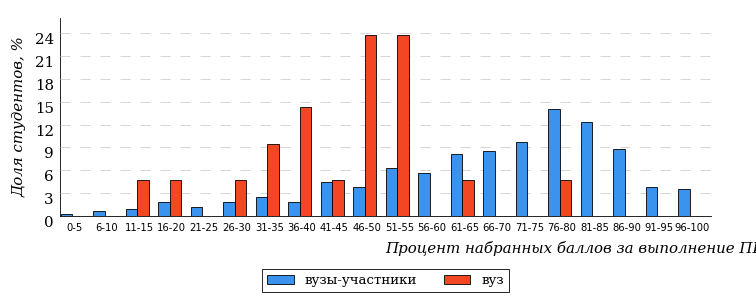 Доля студентов, %
24
21
18
15
12
9
6
3
0
0-5 6-10 11-15 16-20 21-25 26-30 31-35 36-40 41-45 46-50 51-55 56-60 61-65 66-70 71-75 76-80 81-85 86-90 91-95 96-100
Процент набранных баллов за выполнение
вузы-участники вуз